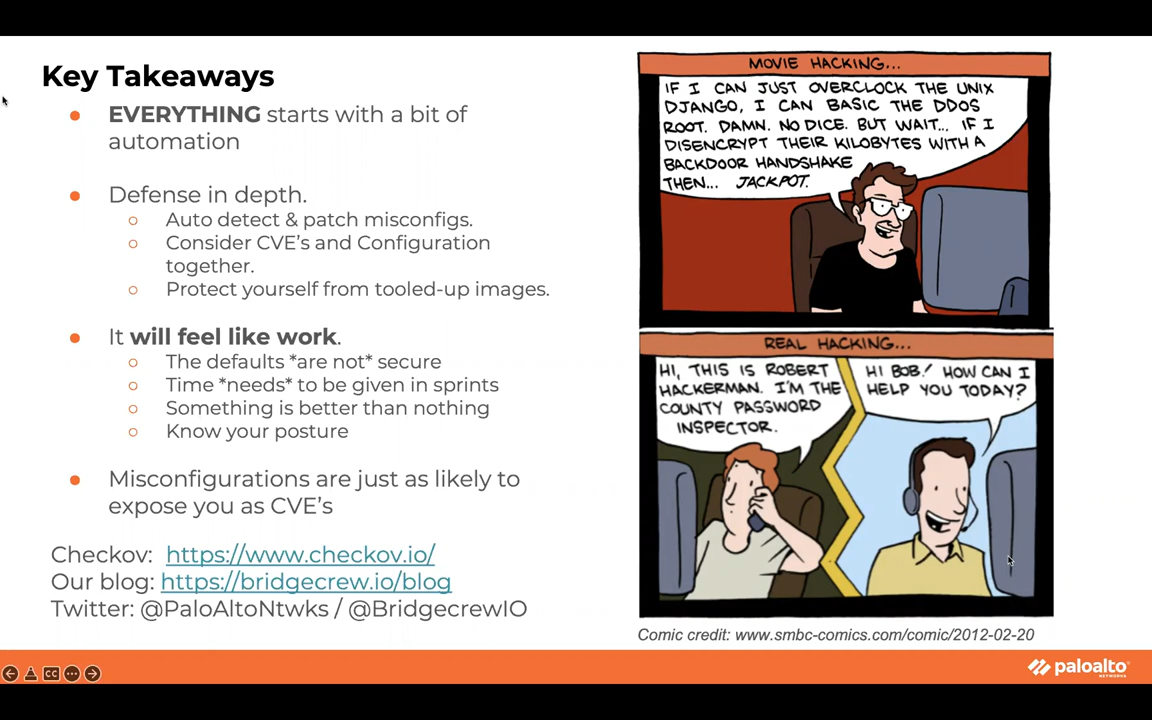 Key Takeaways
EVERYTHING starts with a bit of
automation
Defense in depth.
Auto detect & patch misconfigs.
Consider CVE's and Configuration
together.
Protect yourself from tooled-up images.
It will feel like work.
The defaults *are not* secure
Time *needs* to be given in sprints
Something is better than nothing
Know your posture
Misconfigurations are just as likely to
expose you as CVE's
Checkov: https://www.checkov.io/
Our blog: https://bridgecrew.io/blog
Twitter: @PaloAltoNtwks / @BridgecrewIO
MOVIE HACKING...
IF I CAN JUST OVERCLOCK THE UNIX
DJANGO, I CAN BASIC THE DDOS
ROOT. DAMN. NO DICE. BUT WAIT... IF I
DISENCRYPT THEIR KILOBYTES WITH A
BACKDOOR HANDSHAKE
THEN... JACKPOT.
REAL HACKING...
HI, THIS IS ROBERT
HACKERMAN. I'M THE
COUNTY PASSWORD
INSPECTOR.
HI BOB! HOW CAN I
HELP YOU TODAY?
Comic credit: www.smbc-comics.com/comic/2012-02-20
CC
paloalto
NETWORKS